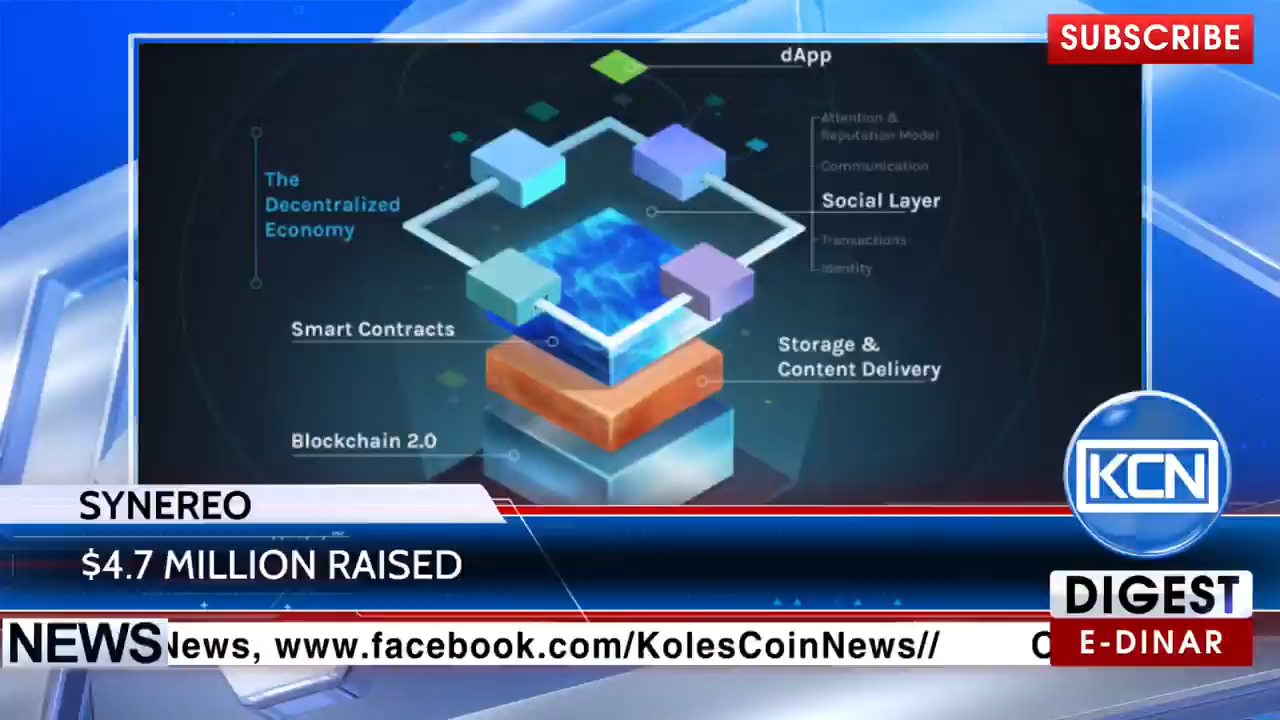 SUBSCRIBE
dApp
Attention &
Reputation Model
Communication
Social Layer
Transactions
Identity
The
Decentralized
Economy
Smart Contracts
Storage &
Content Delivery
Blockchain 2.0
KCN
SYNEREO
$4.7 MILLION RAISED
DIGEST
E-DINAR
NEWS
News, www.facebook.com/KolesCoinNews//